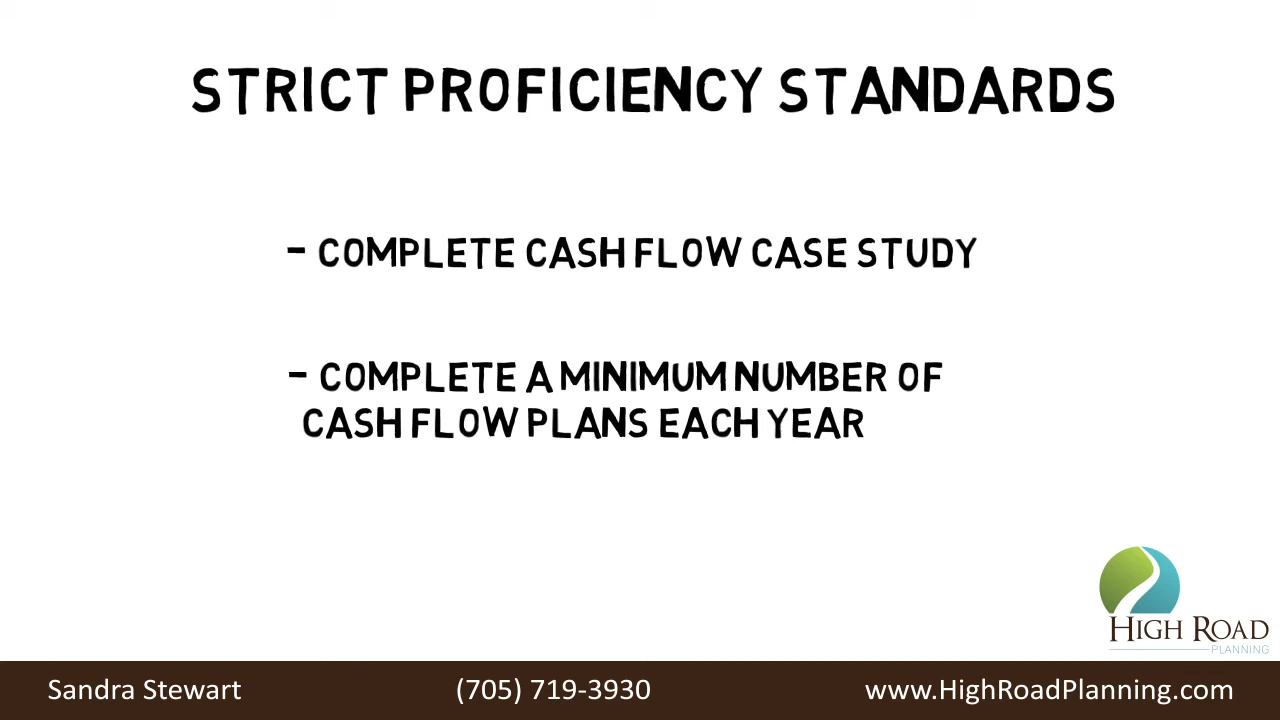 STRICT PROFICIENCY STANDARDS
- COMPLETE CASH FLOW CASE STUDY
- COMPLETE A MINIMUM NUMBER OF
CASH FLOW PLANS EACH YEAR
HIGH ROAD
PLANNING
Sandra Stewart (705) 719-3930 www.HighRoadPlanning.com